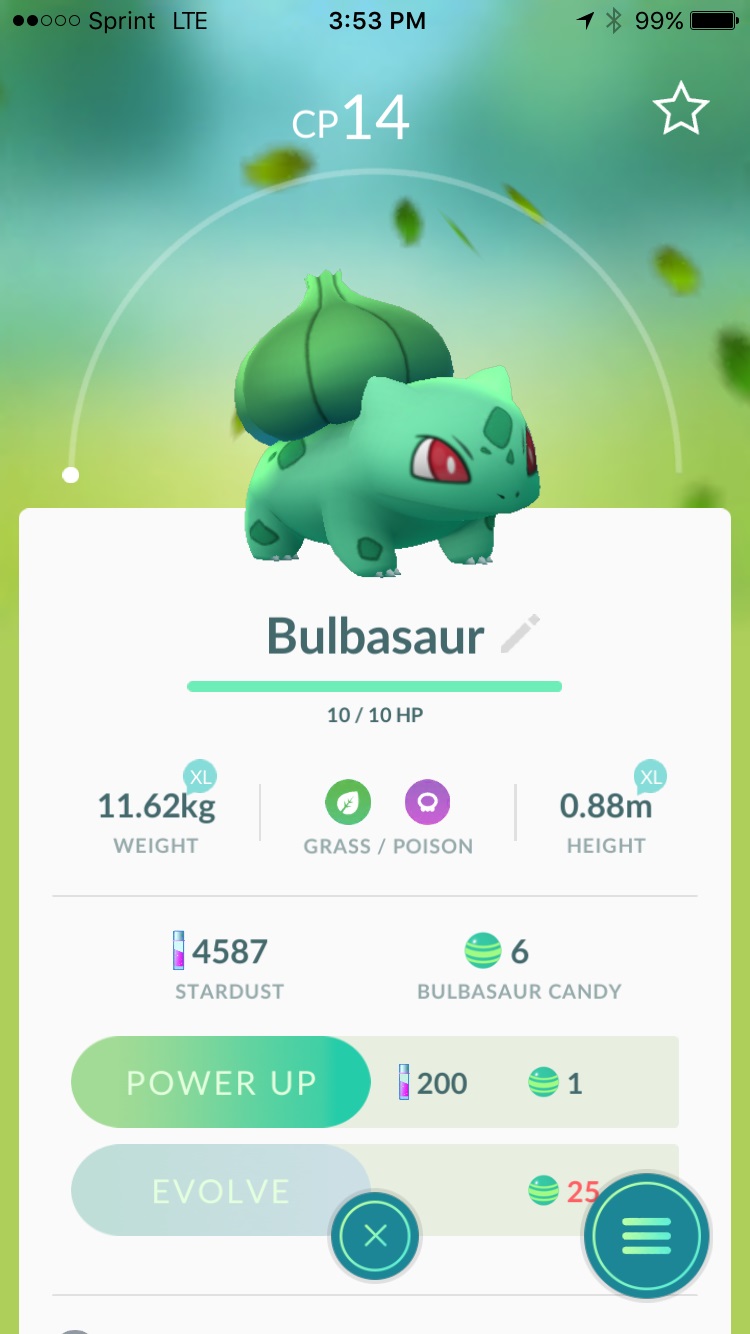 Sprint LTE 3:53 PM 99%
CP14
Bulbasaur
10 / 10 HP
XL XL
11.62kg 0.88m
WEIGHT GRASS / POISON HEIGHT
4587 6
STARDUST BULBASAUR CANDY
POWER UP 200 1
EVOLVE 25